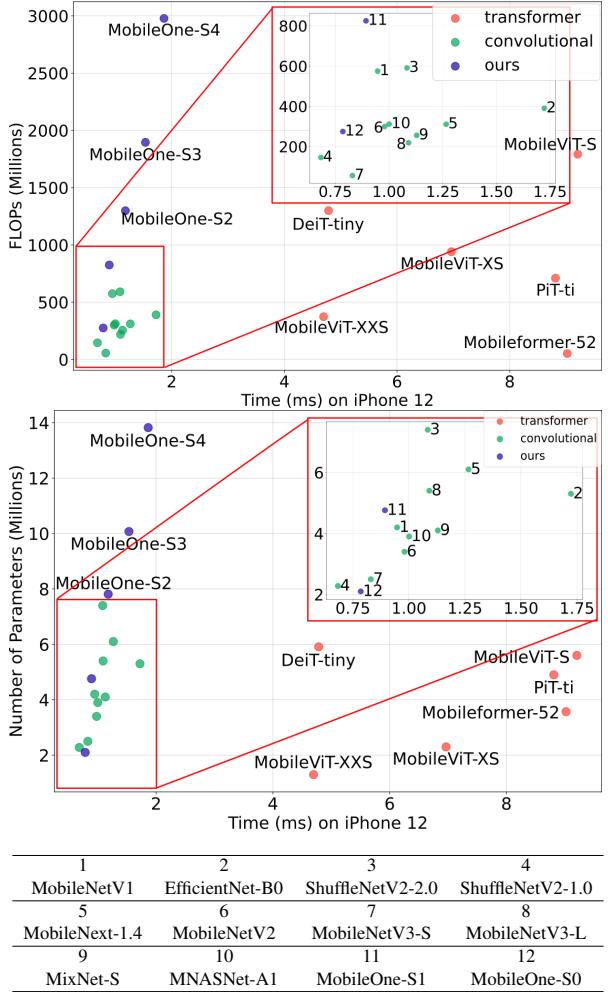 3000
2500
2000
1500
1000
500
0
FLOPs (Millions)
MobileOne-S4
MobileOne-S3
MobileOne-S2
transformer
convolutional
ours
800
600
400
200
11
1
3
2
6
10
5
9
8
12
4
7
0.75 1.00 1.25 1.50 1.75
MobileViT-S
DeiT-tiny
MobileViT-XS
PiT-ti
MobileViT-XXS
Mobileformer-52
2 4 6 8
Time (ms) on iPhone 12
14
12
10
8
6
4
2
Number of Parameters (Millions)
MobileOne-S4
MobileOne-S3
MobileOne-S2
transformer
convolutional
ours
6
4
2
3
5
8
2
11
1
9
10
6
4
7
12
0.75 1.00 1.25 1.50 1.75
DeiT-tiny
MobileViT-S
PiT-ti
Mobileformer-52
MobileViT-XXS
MobileViT-XS
2 4 6 8
Time (ms) on iPhone 12
1 2 3 4
MobileNetV1 EfficientNet-B0 ShuffleNetV2-2.0 ShuffleNetV2-1.0
5 6 7 8
MobileNext-1.4 MobileNetV2 MobileNetV3-S MobileNetV3-L
9 10 11 12
MixNet-S MNASNet-A1 MobileOne-S1 MobileOne-S0